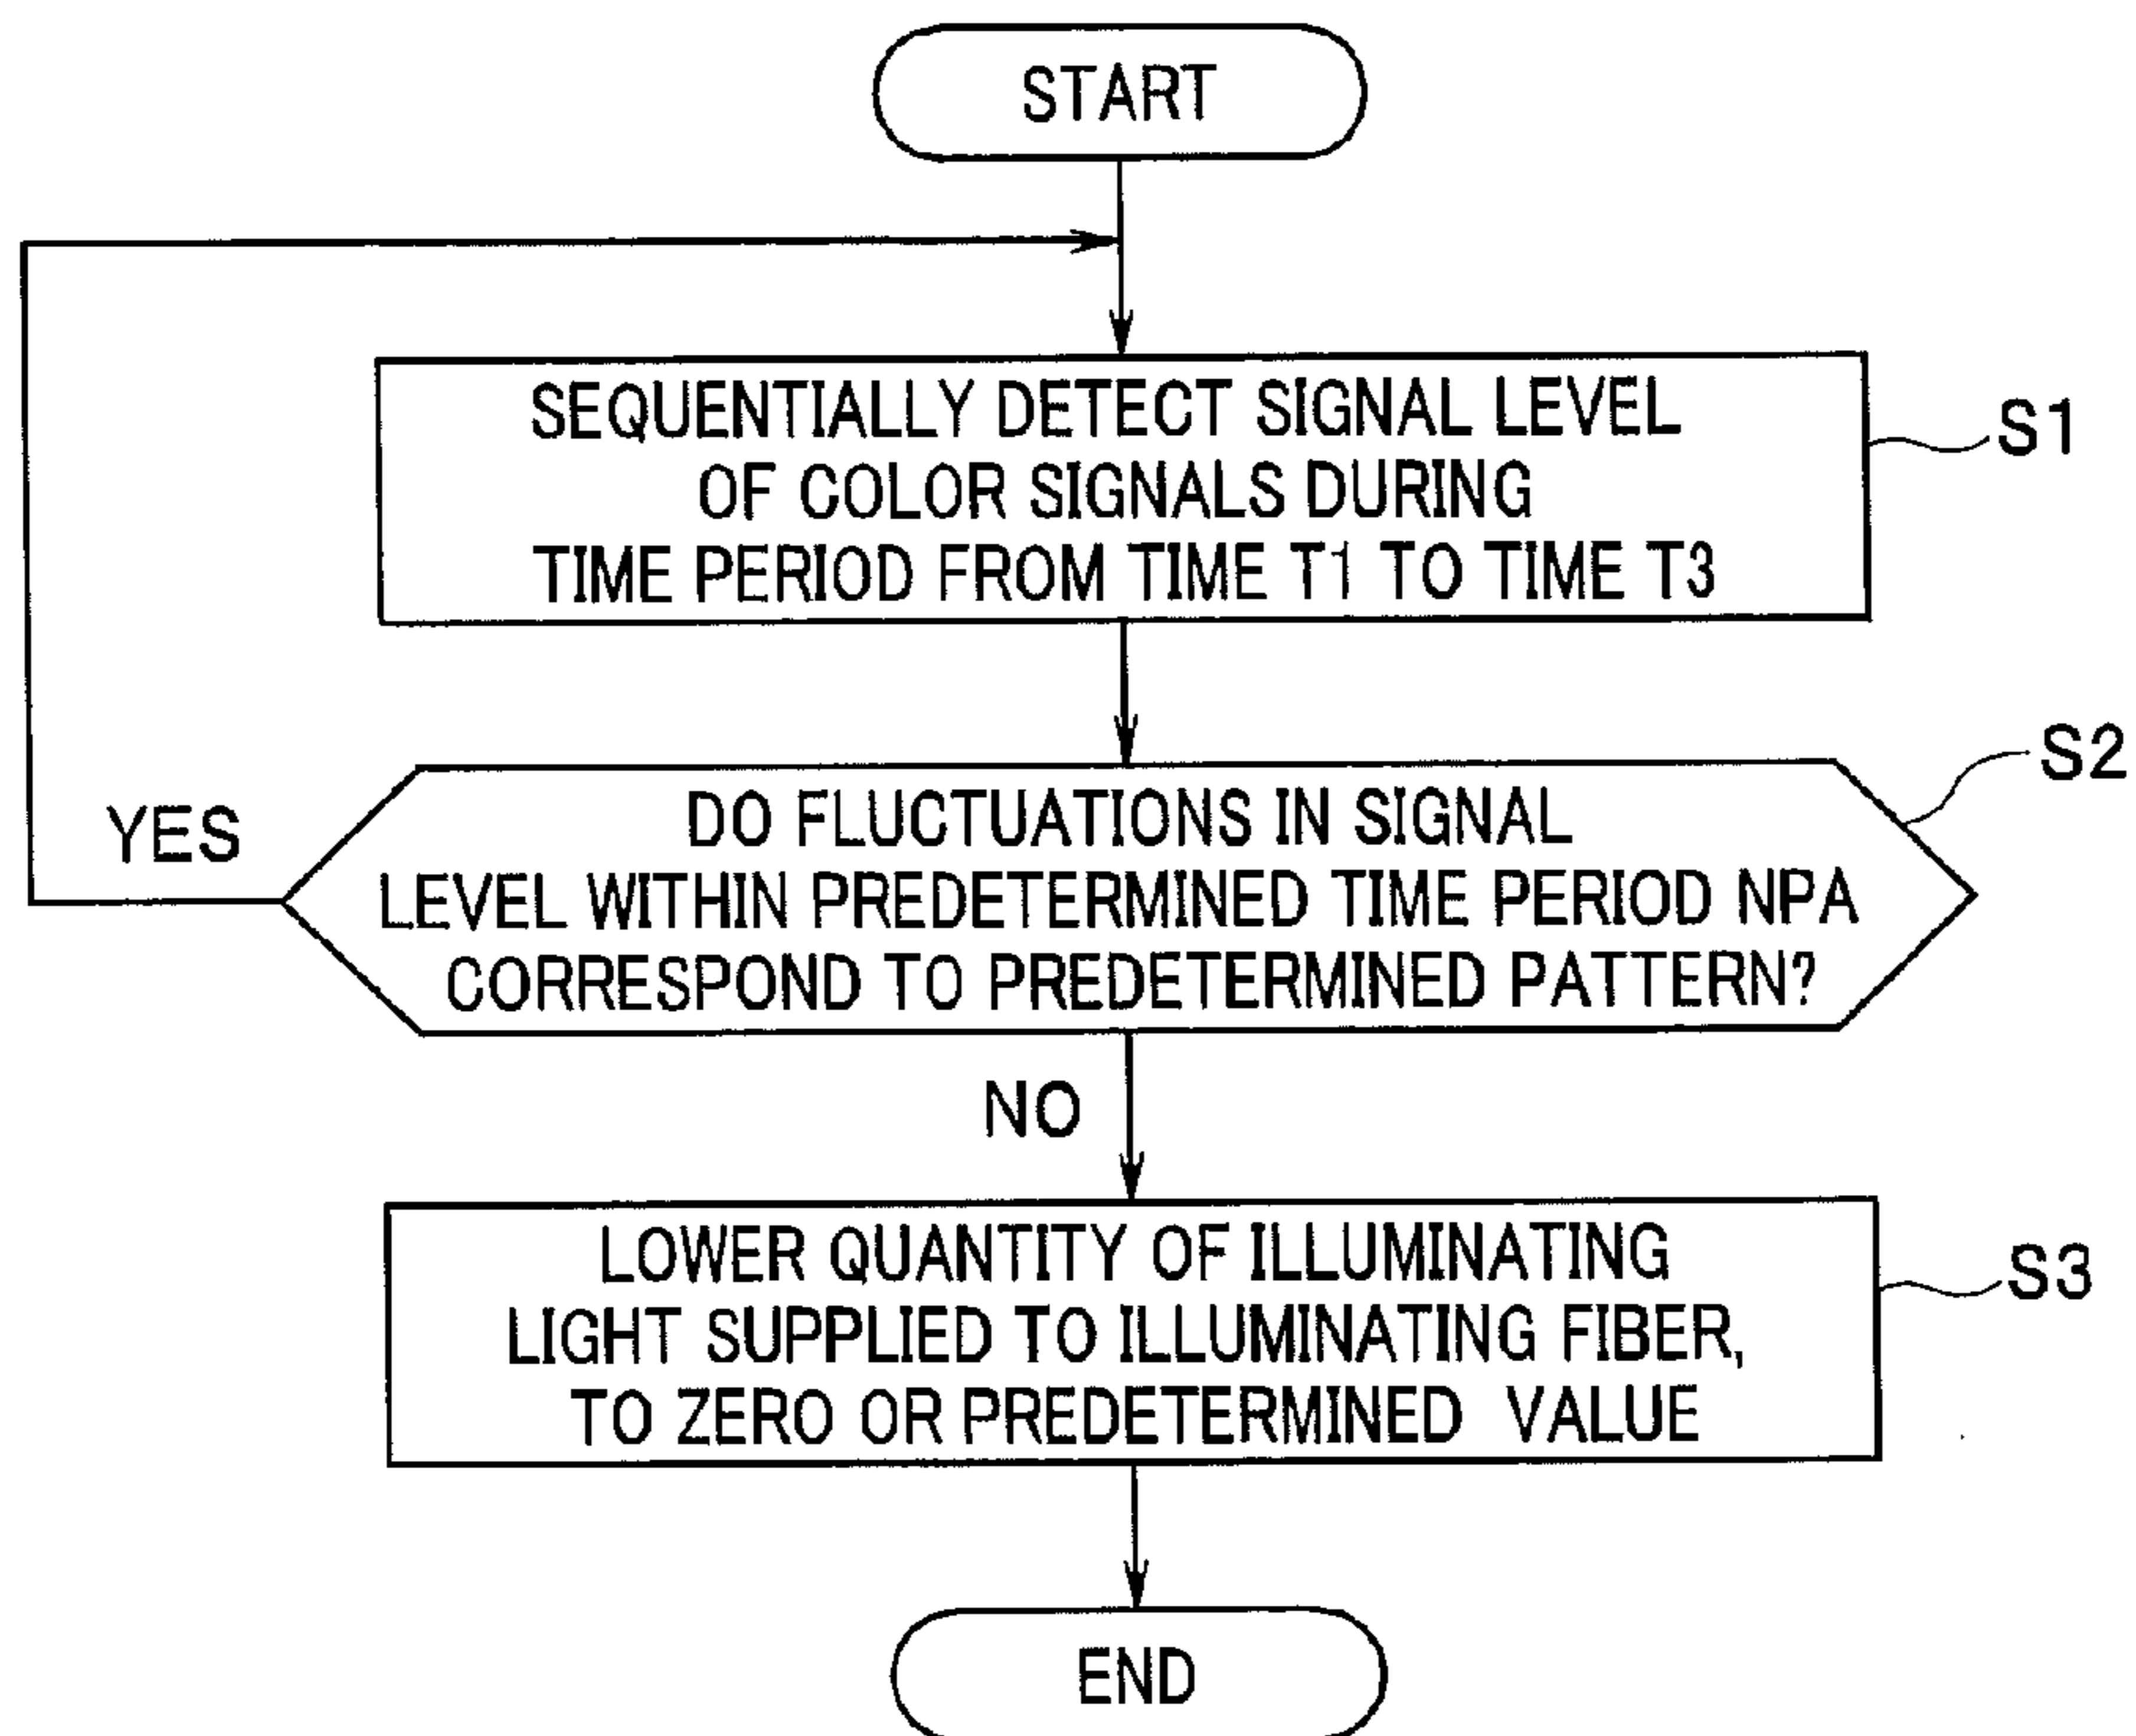 START
SEQUENTIALLY DETECT SIGNAL LEVEL
OF COLOR SIGNALS DURING
TIME PERIOD FROM TIME T1 TO TIME T3
S1
S2
YES
DO FLUCTUATIONS IN SIGNAL
LEVEL WITHIN PREDETERMINED TIME PERIOD NPA
CORRESPOND TO PREDETERMINED PATTERN?
NO
LOWER QUANTITY OF ILLUMINATING
LIGHT SUPPLIED TO ILLUMINATING FIBER,
TO ZERO OR PREDETERMINED VALUE
S3
END